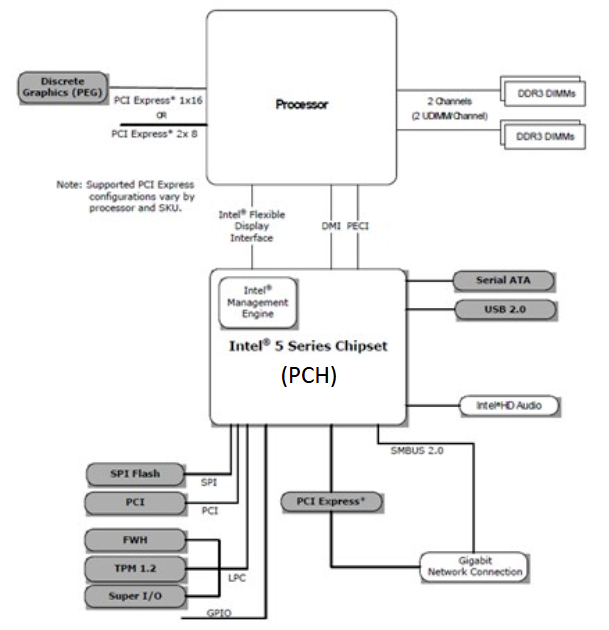 Discrete
Graphics (PEG)
PCI Express* 1x16
OR
PCI Express* 2x 8
Processor
2 Channels
(2 UDIMM/Channel)
DDR3 DIMMs
DDR3 DIMMs
Note: Supported PCI Express
configurations vary by
processor and SKU.
Intel® Flexible
Display
Interface
DMI
PECI
Intel®
Management
Engine
Intel® 5 Series Chipset
(PCH)
Serial ATA
USB 2.0
Intel®HD Audio
SMBUS 2.0
SPI Flash
SPI
PCI
PCI
PCI Express*
FWH
TPM 1.2
LPC
Super I/O
GPIO
Gigabit
Network Connection